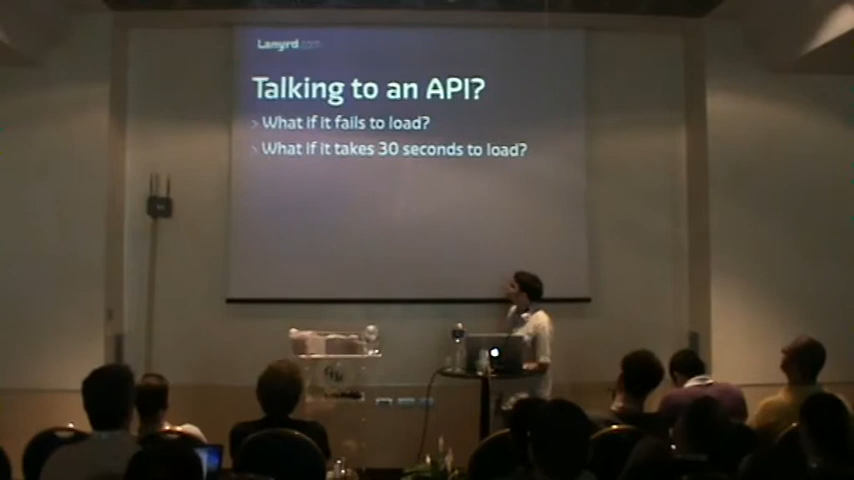 Lanyrd.com
Talking to an API?
> What if it fails to load?
> What if it takes 30 seconds to load?